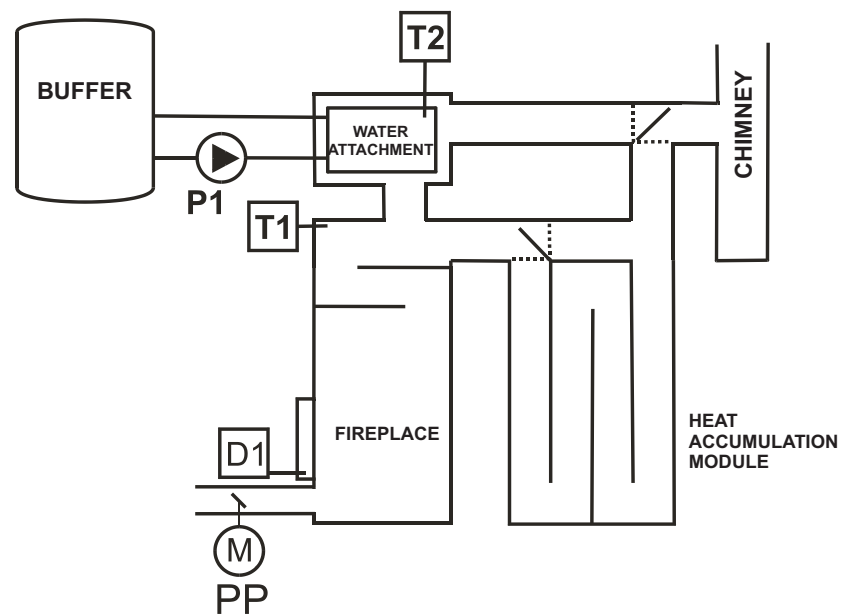 T2
BUFFER
WATER
ATTACHMENT
CHIMNEY
P1
T1
FIREPLACE
HEAT
ACCUMULATION
MODULE
D1
M
PP